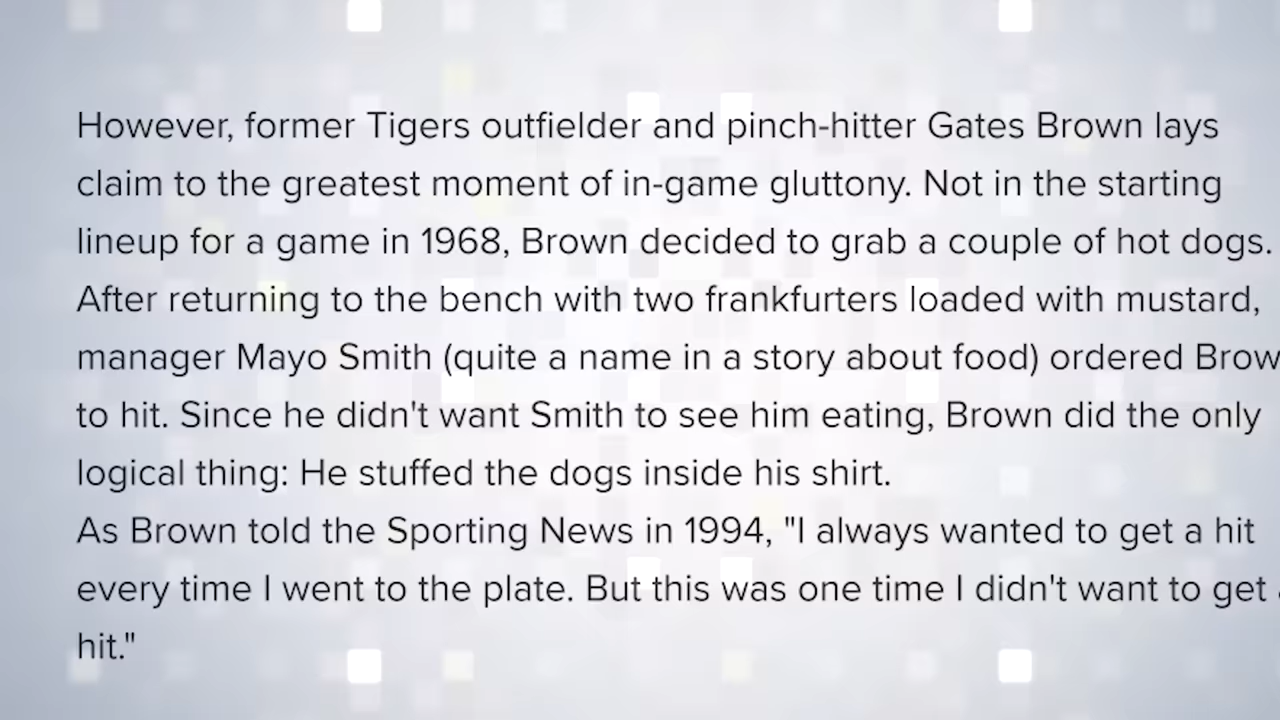 However, former Tigers outfielder and pinch-hitter Gates Brown lays
claim to the greatest moment of in-game gluttony. Not in the starting
lineup for a game in 1968, Brown decided to grab a couple of hot dogs.
After returning to the bench with two frankfurters loaded with mustard,
manager Mayo Smith (quite a name in a story about food) ordered Brow
to hit. Since he didn't want Smith to see him eating, Brown did the only
logical thing: He stuffed the dogs inside his shirt.
As Brown told the Sporting News in 1994, "I always wanted to get a hit
every time I went to the plate. But this was one time I didn't want to get
hit."